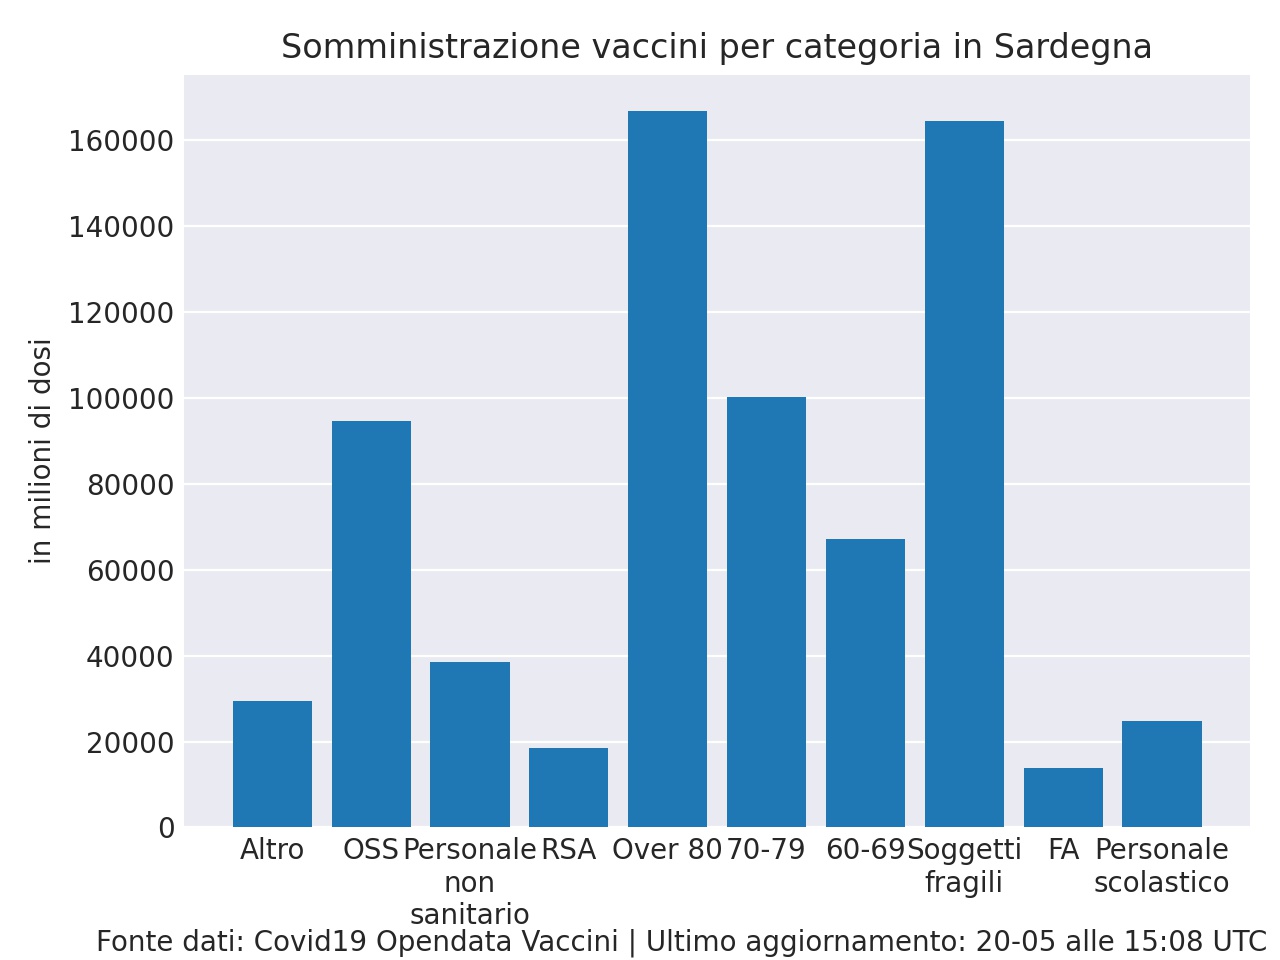 Somministrazione vaccini per categoria in Sardegna
in milioni di dosi
160000
140000
120000
100000
80000
60000
40000
20000
0
Altro
OSS
Personale
non
sanitario
RSA
Over 80
70-79
60-69
Soggetti
fragili
FA
Personale
scolastico
Fonte dati: Covid19 Opendata Vaccini | Ultimo aggiornamento: 20-05 alle 15:08 UTC